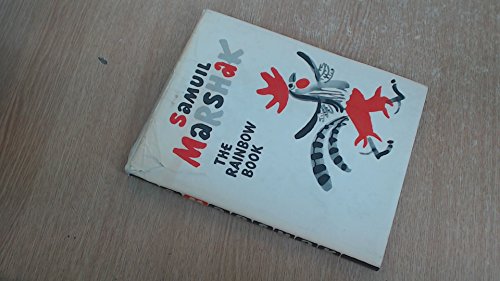 SaMUIL
MaRSHaK
THE
RAINBOW
BOOK